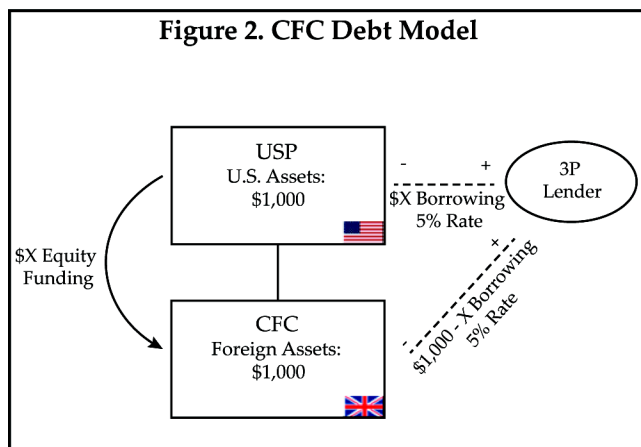 Figure 2. CFC Debt Model
USP
U.S. Assets:
$1,000
- +
$X Borrowing
5% Rate
3P
Lender
$X Equity
Funding
CFC
Foreign Assets:
$1,000
+
-
$1,000 - X Borrowing
5% Rate